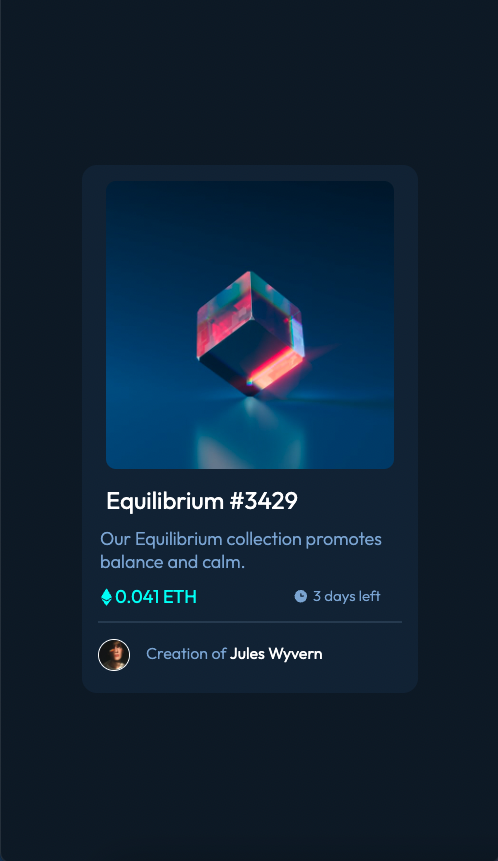 Equilibrium #3429
Our Equilibrium collection promotes
balance and calm.
0.041 ETH 3 days left
Creation of Jules Wyvern